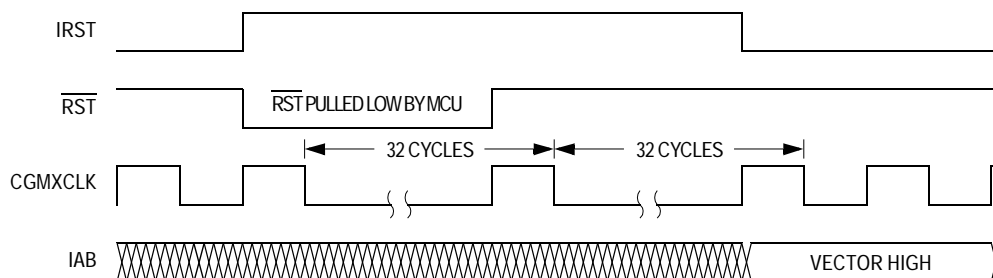 IRST
RST
RST PULLED LOW BY MCU
32 CYCLES
32 CYCLES
CGMXCLK
IAB
VECTOR HIGH